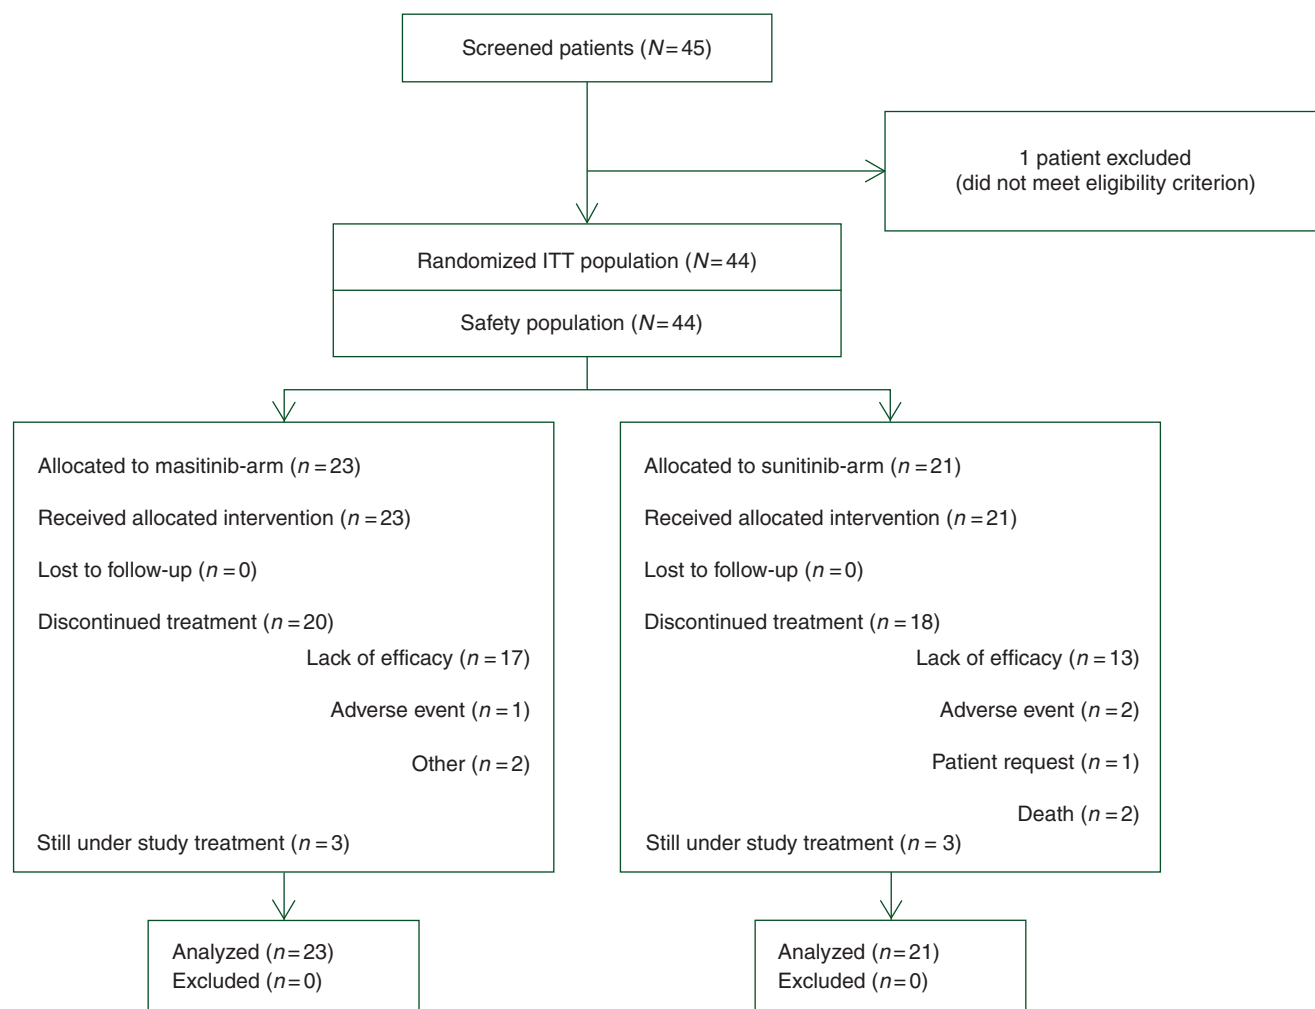 Screened patients (N=45)
1 patient excluded
(did not meet eligibility criterion)
Randomized ITT population (N=44)
Safety population (N=44)
Allocated to masitinib-arm (n=23)
Received allocated intervention (n=23)
Lost to follow-up (n=0)
Discontinued treatment (n=20)
Lack of efficacy (n=17)
Adverse event (n=1)
Other (n=2)
Still under study treatment (n=3)
Allocated to sunitinib-arm (n=21)
Received allocated intervention (n=21)
Lost to follow-up (n=0)
Discontinued treatment (n=18)
Lack of efficacy (n=13)
Adverse event (n=2)
Patient request (n=1)
Death (n=2)
Still under study treatment (n= 3)
Analyzed (n=23)
Excluded (n=0)
Analyzed (n=21)
Excluded (n=0)